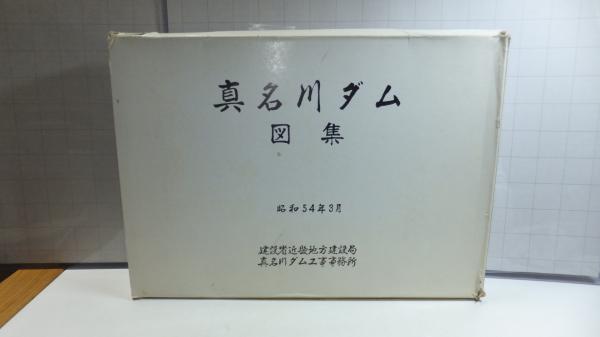 真名川ダム
図集
昭和54年3月
建設省近畿地方建設局
真名川ダム工事事務所